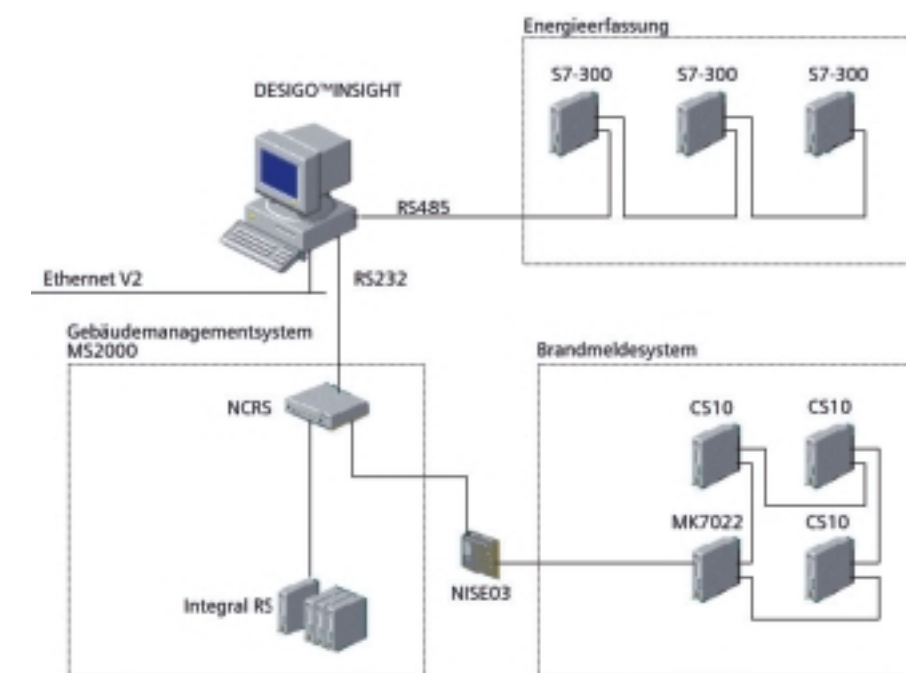 Energieerfassung
S7-300
S7-300
S7-300
DESIGO™INSIGHT
RS485
Ethernet V2
RS232
Gebäudemanagementsystem
MS2000
Brandmeldesystem
NCRS
CS10
CS10
MK7022
CS10
NISE03
Integral RS